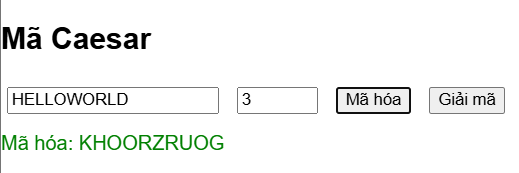 Mã Caesar
HELLOWORLD 3 Mã hóa Giải mã
Mã hóa: KHOORZRUOG